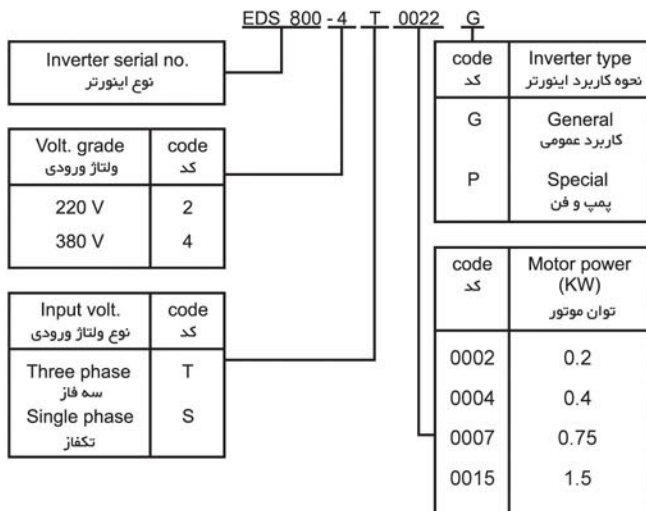 EDS 800 - 4 T 0022 G
Inverter serial no.
نوع اینورتر
Volt. grade code
ولتاژ ورودی کد
220 V 2
380 V 4
Input volt. code
نوع ولتاژ ورودی کد
Three phase T
سه فاز
Single phase S
تکفاز
code Inverter type
کد نحوه کاربرد اینورتر
G General
کاربرد عمومی
P Special
پمپ و فن
code Motor power
کد (KW)
توان موتور
0002 0.2
0004 0.4
0007 0.75
0015 1.5